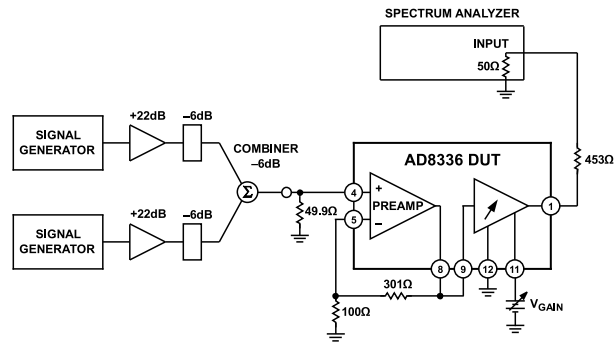 SPECTRUM ANALYZER
INPUT
50Ω
+22dB
–6dB
SIGNAL
GENERATOR
COMBINER
–6dB
Σ
AD8336 DUT
453Ω
4
+
PREAMP
5
–
49.9Ω
1
+22dB
–6dB
SIGNAL
GENERATOR
8
9
12
11
301Ω
100Ω
VGAIN